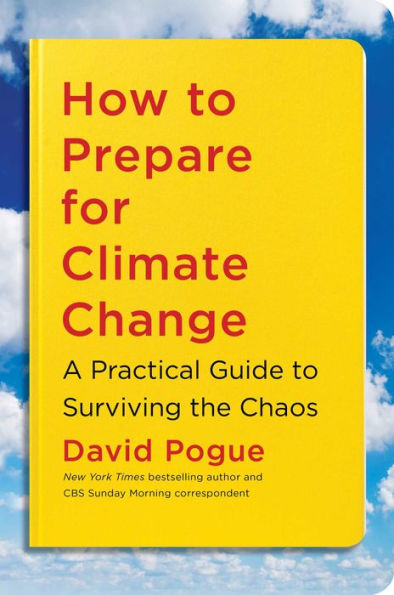 How to
Prepare
for
Climate
Change
A Practical Guide to
Surviving the Chaos
David Pogue
New York Times bestselling author and
CBS Sunday Morning correspondent